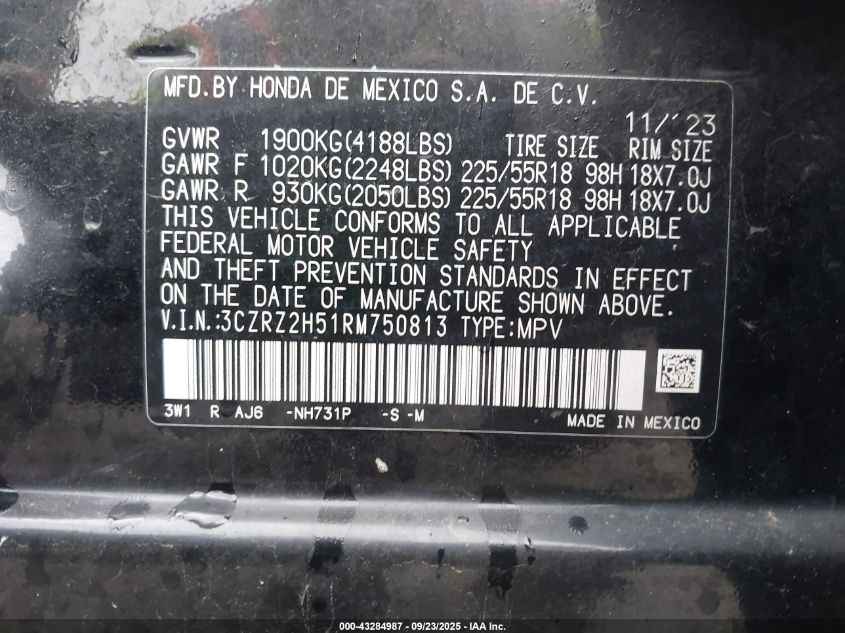 MFD.BY HONDA DE MEXICO S.A. DE C.V.
11/'23
GVWR 1900KG(4188LBS) TIRE SIZE RIM SIZE
GAWR F 1020KG(2248LBS) 225/55R18 98H 18X7.0J
GAWR R 930KG(2050LBS) 225/55R18 98H 18X7.0J
THIS VEHICLE CONFORMS TO ALL APPLICABLE
FEDERAL MOTOR VEHICLE SAFETY
AND THEFT PREVENTION STANDARDS IN EFFECT
ON THE DATE OF MANUFACTURE SHOWN ABOVE.
V.I.N.:3CZRZ2H51RM750813 TYPE:MPV
3W1 R AJ6 -NH731P -S -M
MADE IN MEXICO
000-43284987 - 09/23/2025 - IAA Inc.